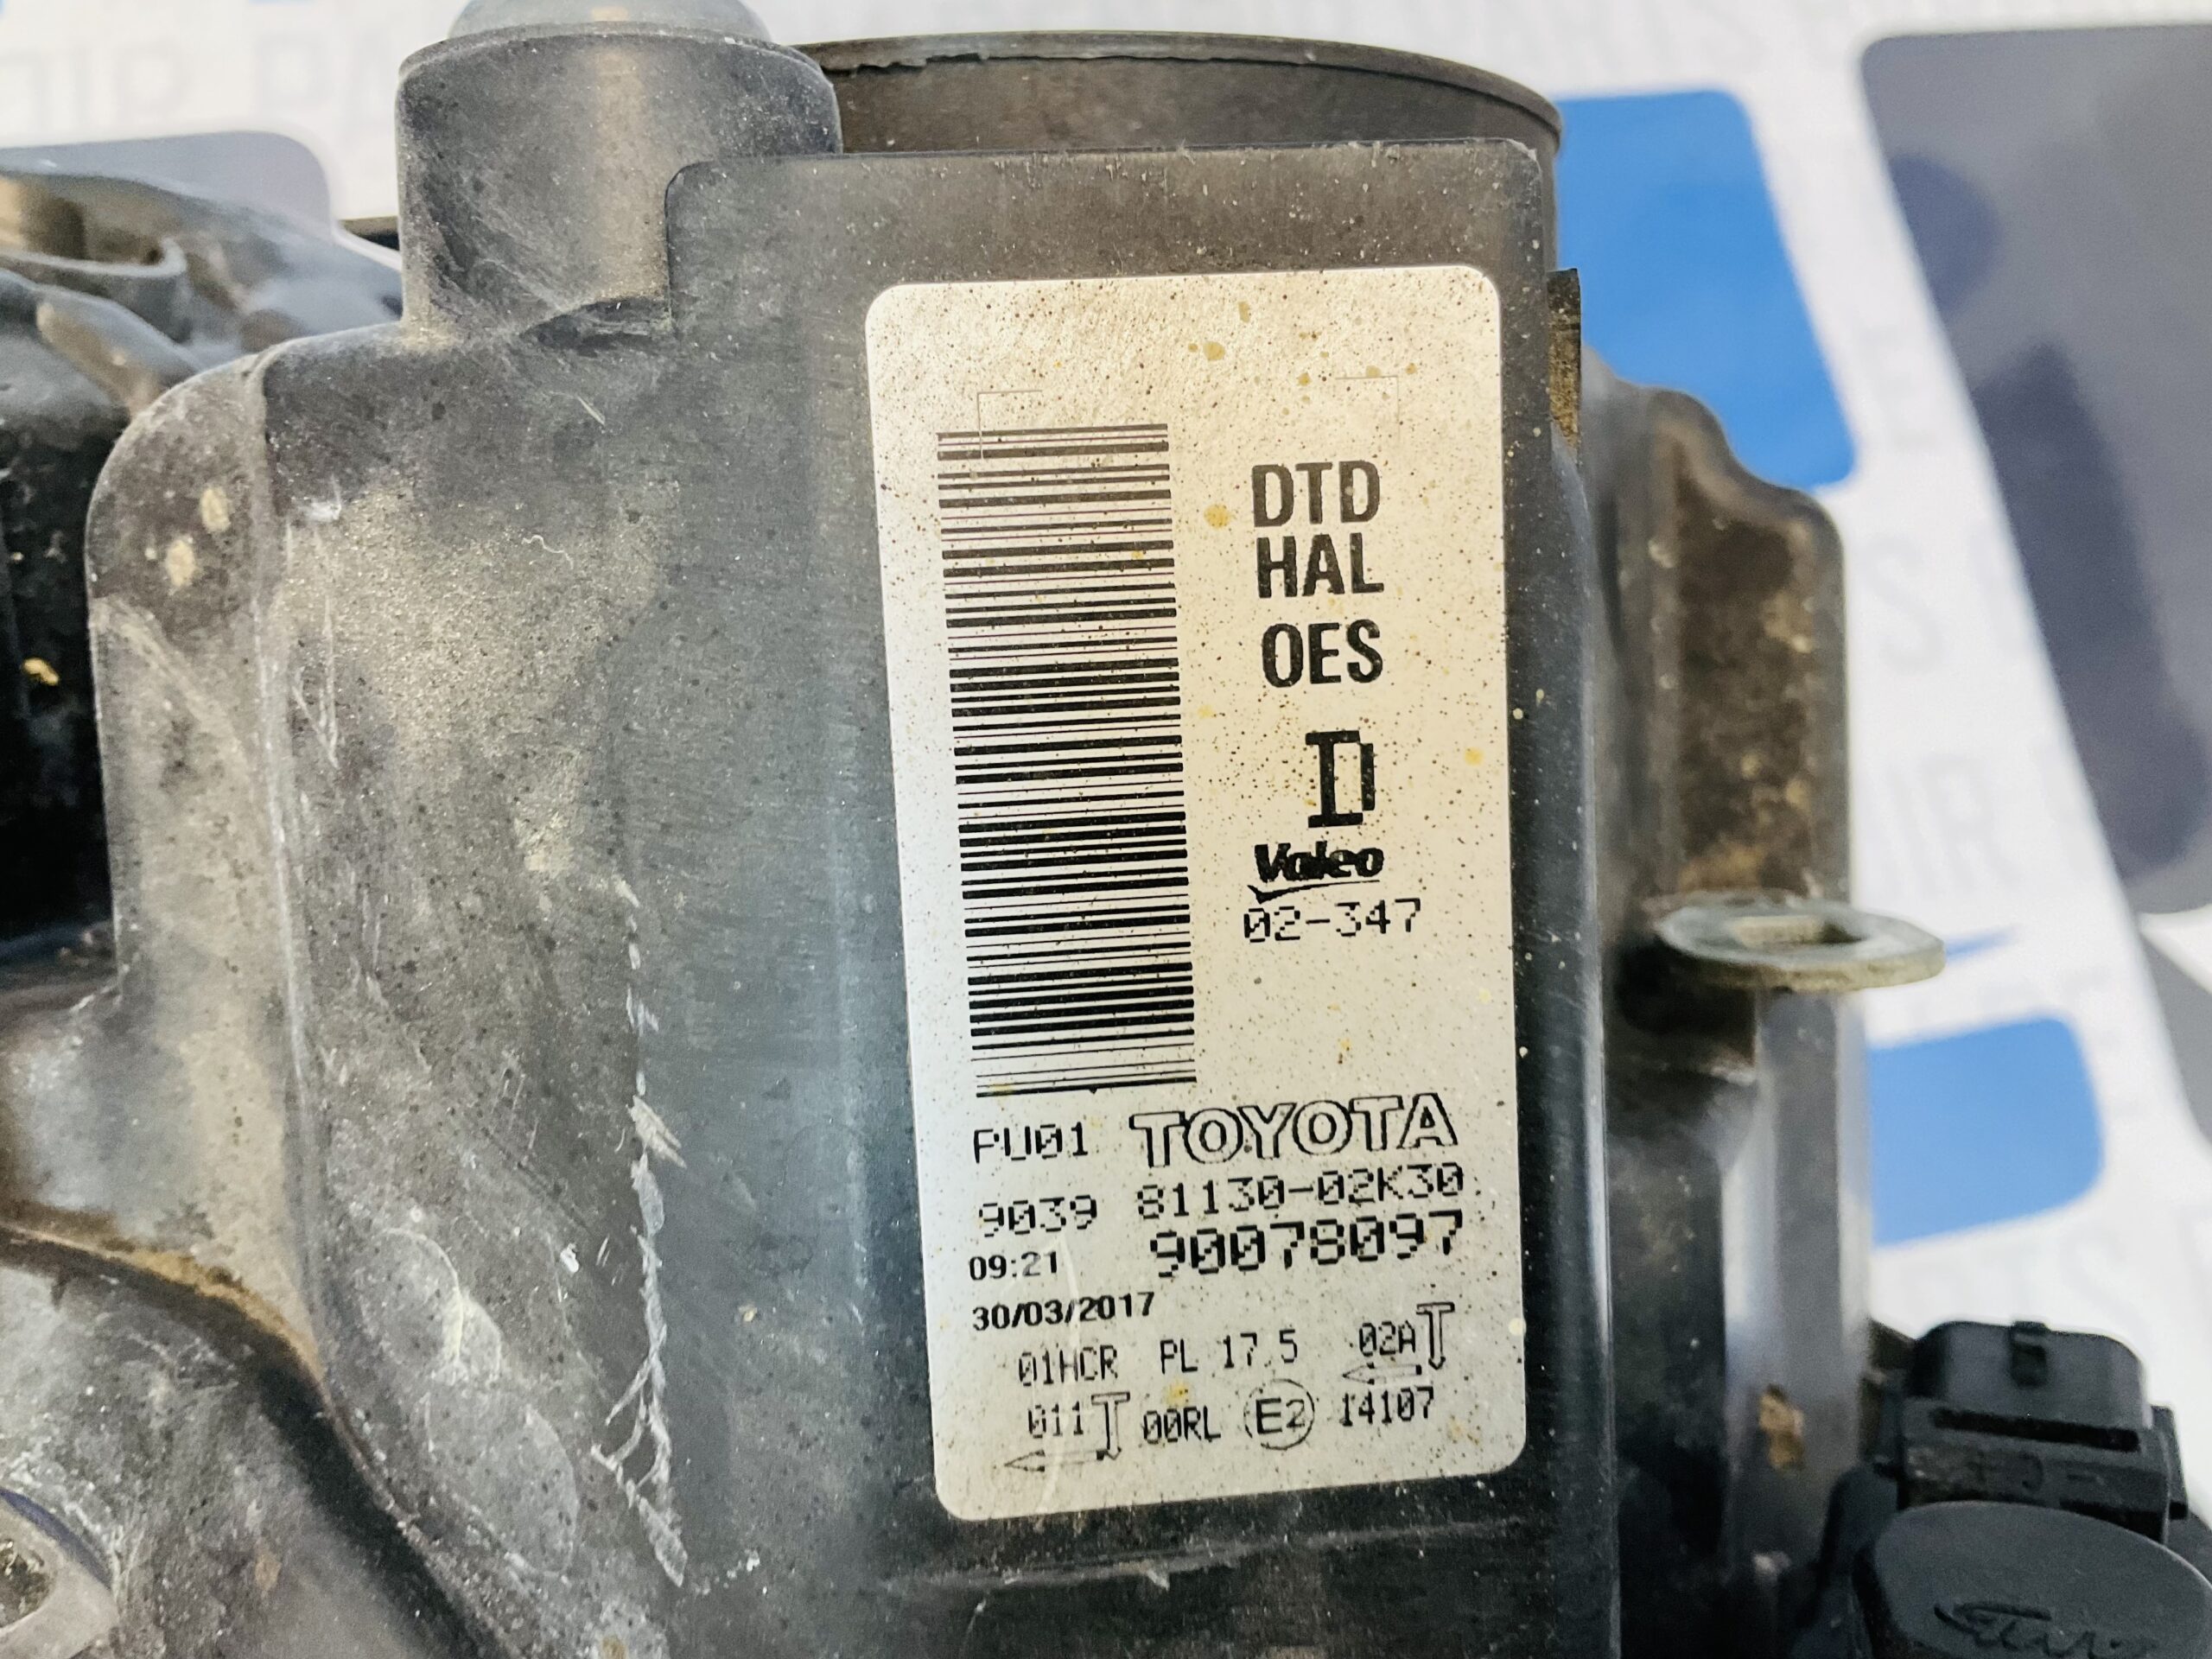 DTD
HAL
OES
D
Valeo
02-347
PU01 TOYOTA
9039 81130-02K30
09:21 90078097
30/03/2017
01HCR PL 17.5 02A
011 00RL E2 14107